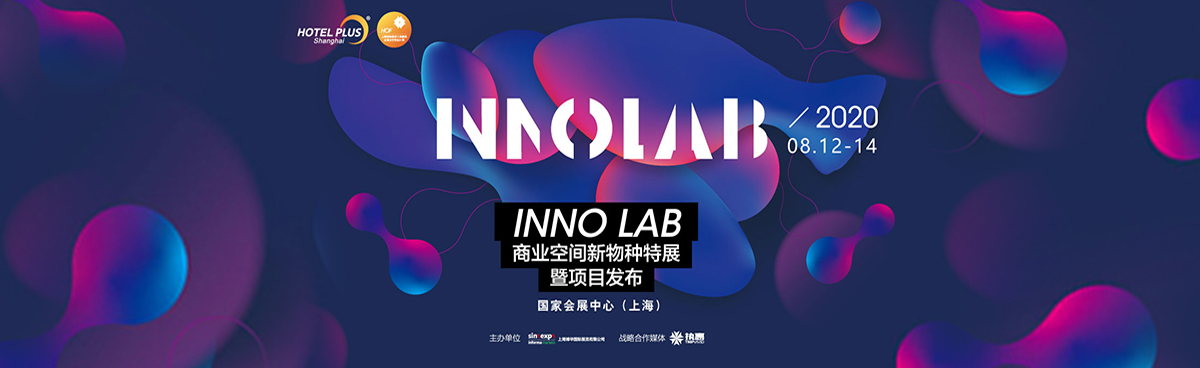 HOTEL PLUS
Shanghai
HDF
INNOLAB / 2020
08.12-14
INNO LAB
商业空间新物种特展
暨项目发布
国家会展中心（上海）
主办单位 sinoexpo informa markets 上海博华国际展览有限公司 战略合作媒体 执惠